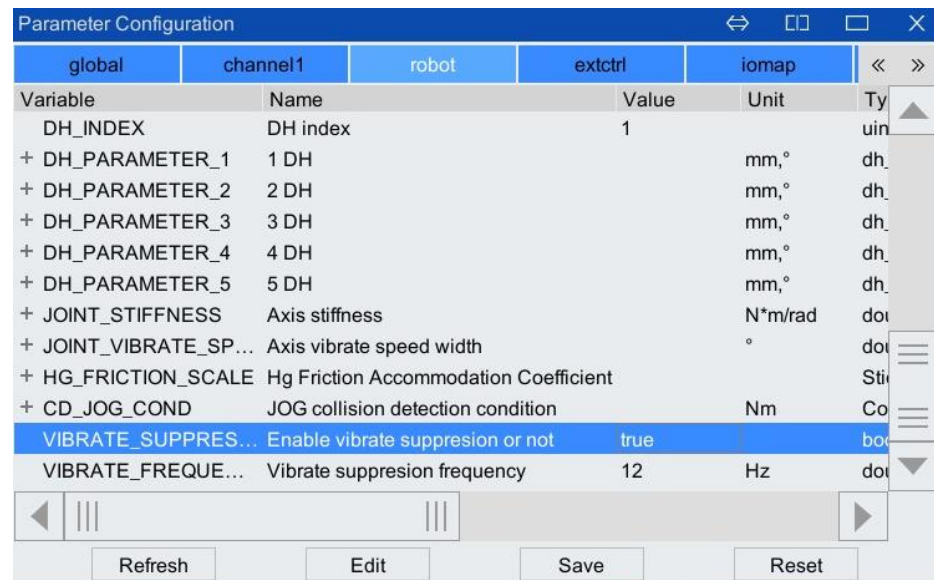 Parameter Configuration
global channel1 robot extctrl iomap « »
Variable Name Value Unit Ty
DH_INDEX DH index 1 uin
+ DH_PARAMETER_1 1 DH mm,° dh_
+ DH_PARAMETER_2 2 DH mm,° dh_
+ DH_PARAMETER_3 3 DH mm,° dh_
+ DH_PARAMETER_4 4 DH mm,° dh_
+ DH_PARAMETER_5 5 DH mm,° dh_
+ JOINT_STIFFNESS Axis stiffness N*m/rad dou
+ JOINT_VIBRATE_SP... Axis vibrate speed width ° dou
+ HG_FRICTION_SCALE Hg Friction Accommodation Coefficient Stic
+ CD_JOG_COND JOG collision detection condition Nm Co
VIBRATE_SUPPRES... Enable vibrate suppresion or not true boo
VIBRATE_FREQUE... Vibrate suppresion frequency 12 Hz dou
Refresh Edit Save Reset